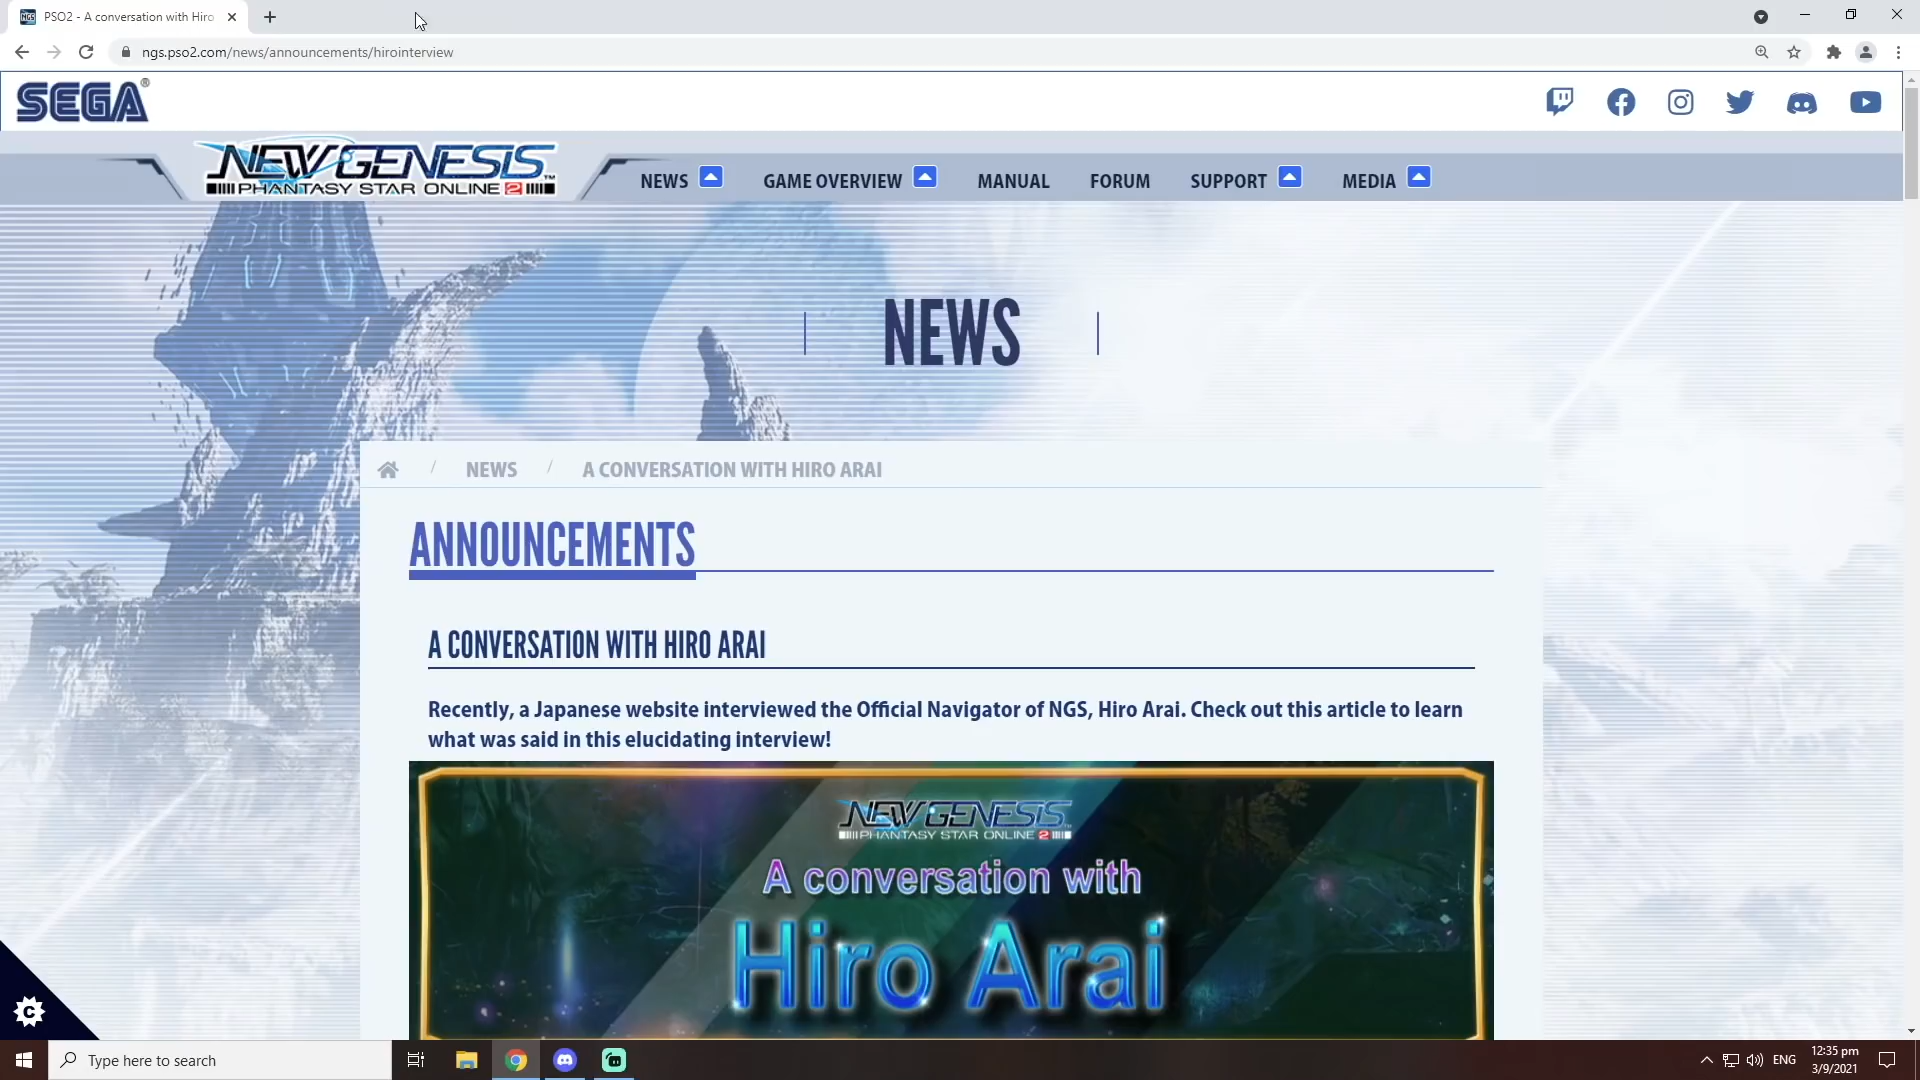 PSO2 - A conversation with Hiro
ngs.pso2.com/news/announcements/hirointerview
SEGA®
NEW GENESIS
PHANTASY STAR ONLINE 2
NEWS
GAME OVERVIEW
MANUAL
FORUM
SUPPORT
MEDIA
NEWS
/ NEWS / A CONVERSATION WITH HIRO ARAI
ANNOUNCEMENTS
A CONVERSATION WITH HIRO ARAI
Recently, a Japanese website interviewed the Official Navigator of NGS, Hiro Arai. Check out this article to learn
what was said in this elucidating interview!
NEW GENESIS
PHANTASY STAR ONLINE 2
A conversation with
Hiro Arai
Type here to search
ENG
12:35 pm
3/9/2021